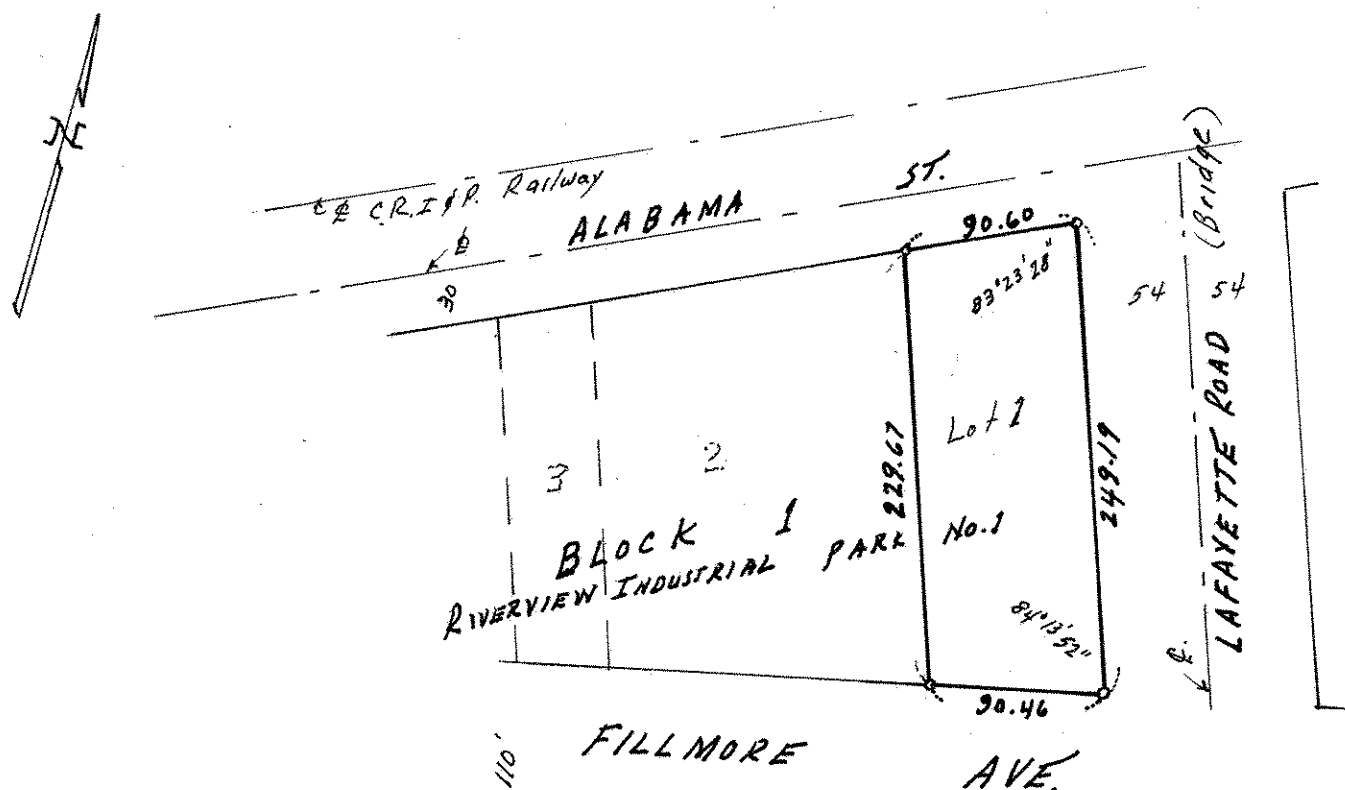 ℄ C.R.I. & P. Railway
ALABAMA ST.
℄
30
90.60
83°23'28"
54
54
LAFAYETTE ROAD (Bridge)
Lot 1
229.67
249.19
3
2
BLOCK 1
RIVERVIEW INDUSTRIAL PARK No.1
84°13'52"
℄
90.46
110'
FILLMORE AVE.